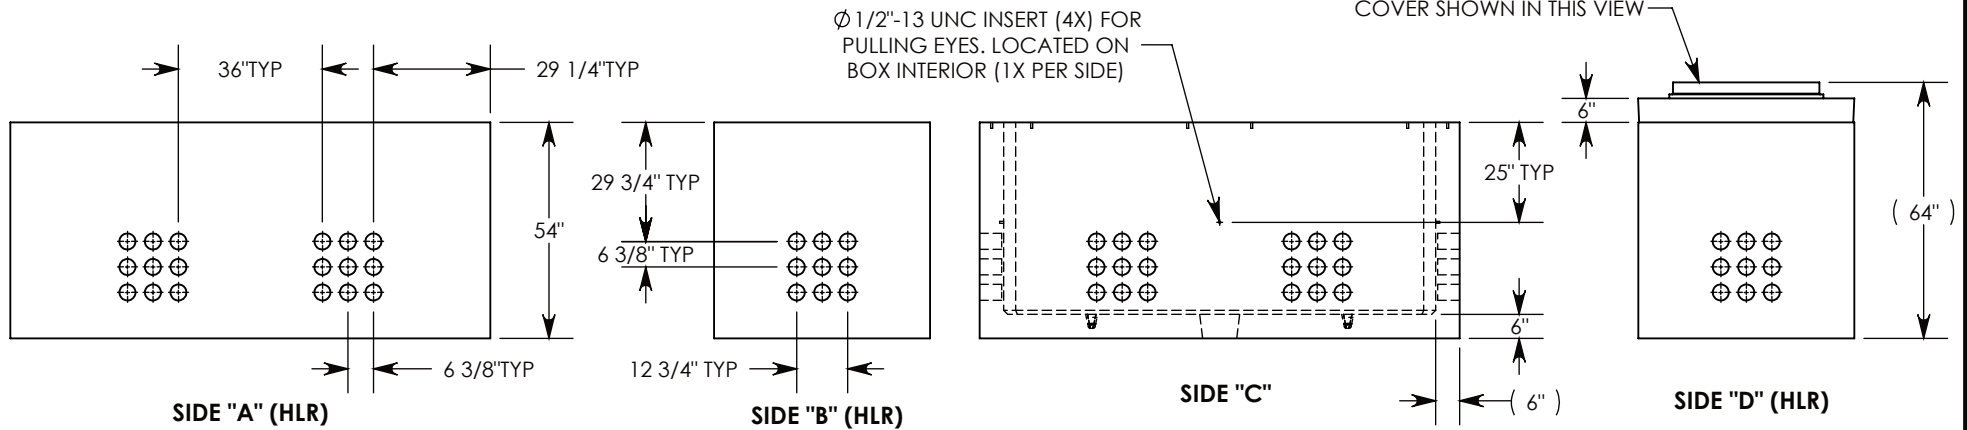 Ø 1/2"-13 UNC INSERT (4X) FOR
PULLING EYES. LOCATED ON
BOX INTERIOR (1X PER SIDE)
COVER SHOWN IN THIS VIEW
36"TYP
29 1/4"TYP
54"
6 3/8"TYP
SIDE "A" (HLR)
29 3/4" TYP
6 3/8" TYP
12 3/4" TYP
SIDE "B" (HLR)
25" TYP
6"
( 6" )
SIDE "C"
6"
( 64" )
SIDE "D" (HLR)